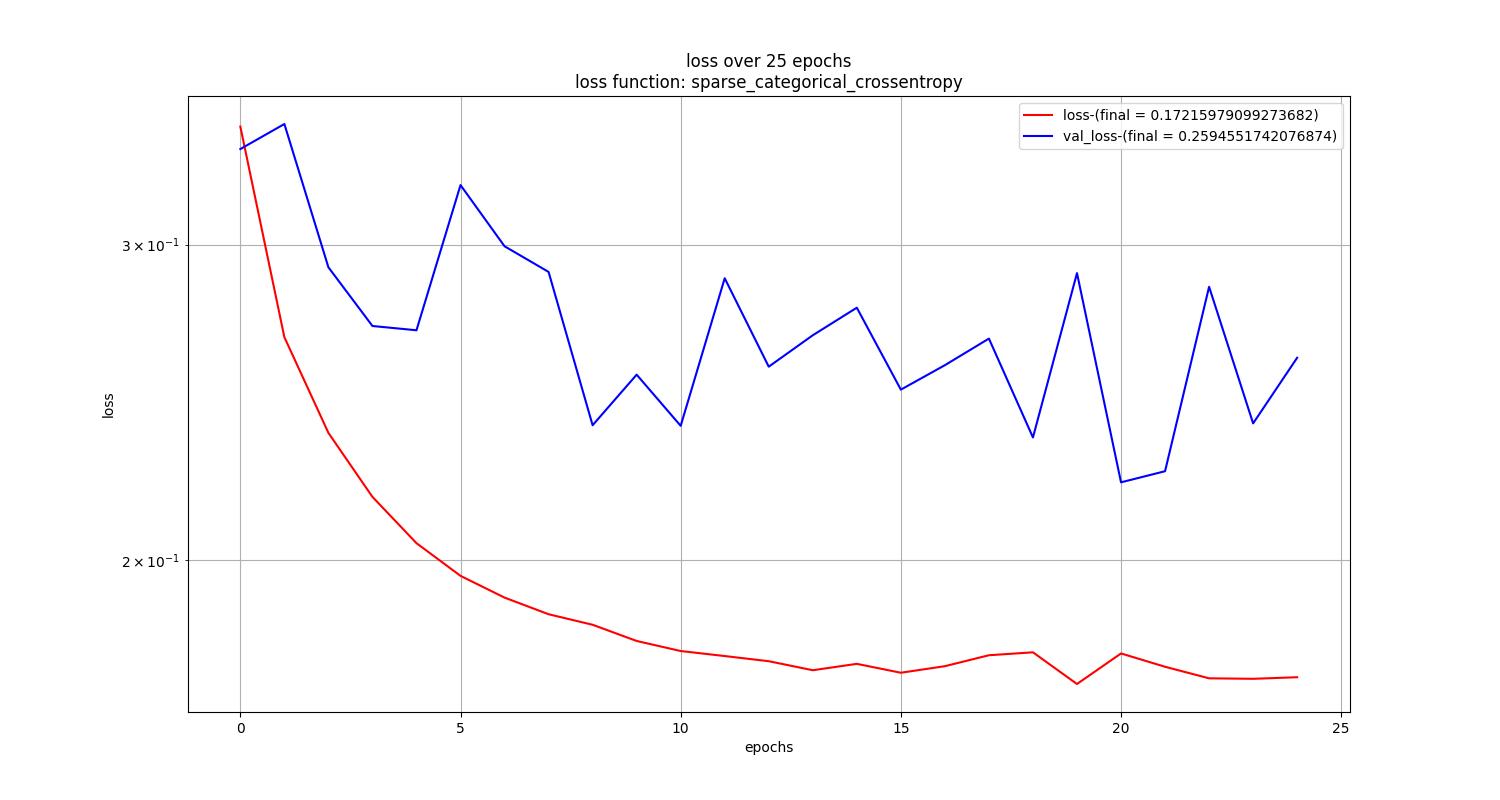 loss over 25 epochs
loss function: sparse_categorical_crossentropy
loss-(final = 0.17215979099273682)
val_loss-(final = 0.2594551742076874)
3 × 10⁻¹
2 × 10⁻¹
loss
0 5 10 15 20 25
epochs